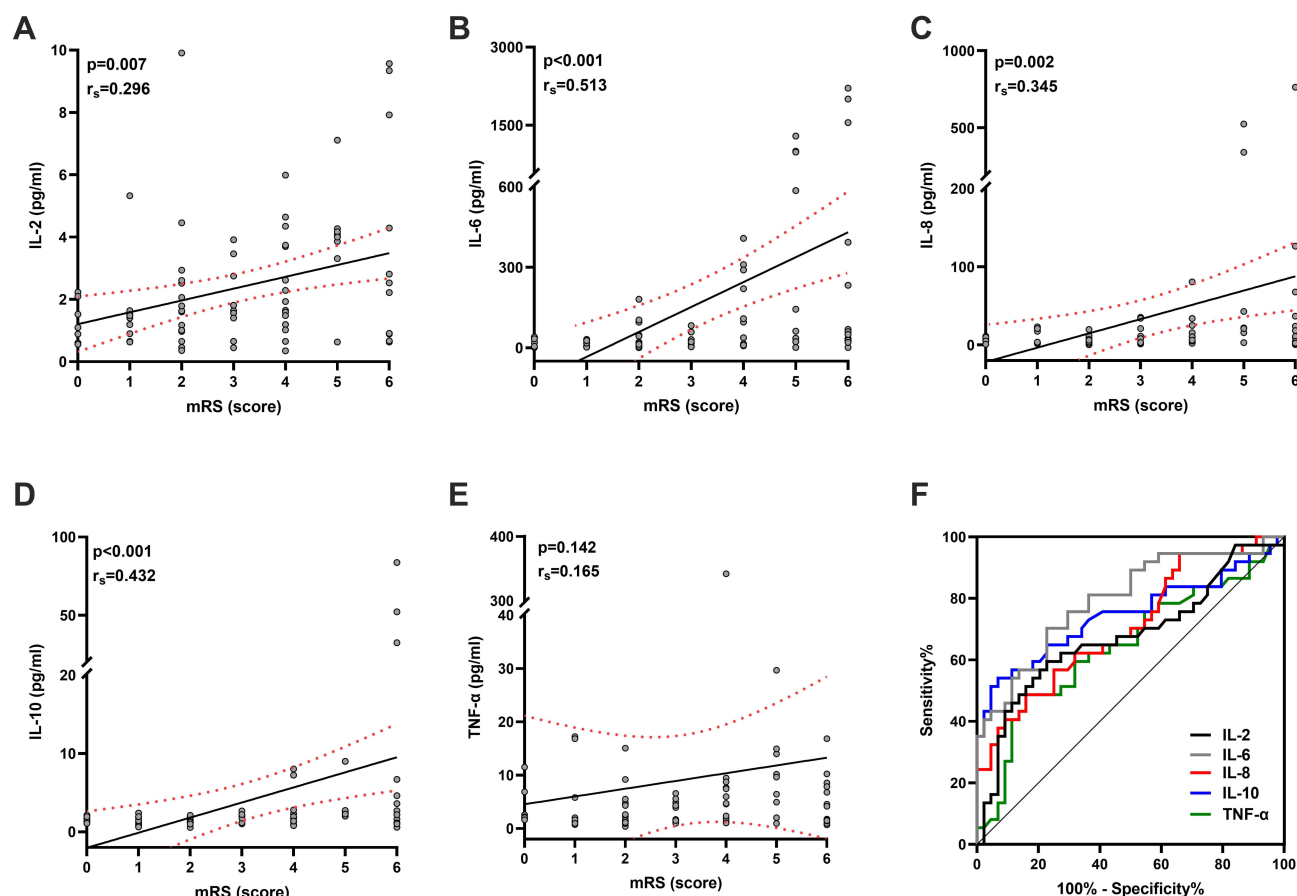 A
p=0.007
rs=0.296
10
8
6
4
2
0
IL-2 (pg/ml)
0 1 2 3 4 5 6
mRS (score)
B
p<0.001
rs=0.513
3000
1500
600
300
0
IL-6 (pg/ml)
0 1 2 3 4 5 6
mRS (score)
C
p=0.002
rs=0.345
1000
500
200
100
0
IL-8 (pg/ml)
0 1 2 3 4 5 6
mRS (score)
D
p<0.001
rs=0.432
100
50
20
10
0
IL-10 (pg/ml)
0 1 2 3 4 5 6
mRS (score)
E
p=0.142
rs=0.165
400
300
40
30
20
10
0
TNF-α (pg/ml)
0 1 2 3 4 5 6
mRS (score)
F
100
80
60
40
20
0
Sensitivity%
IL-2
IL-6
IL-8
IL-10
TNF-α
0 20 40 60 80 100
100% - Specificity%